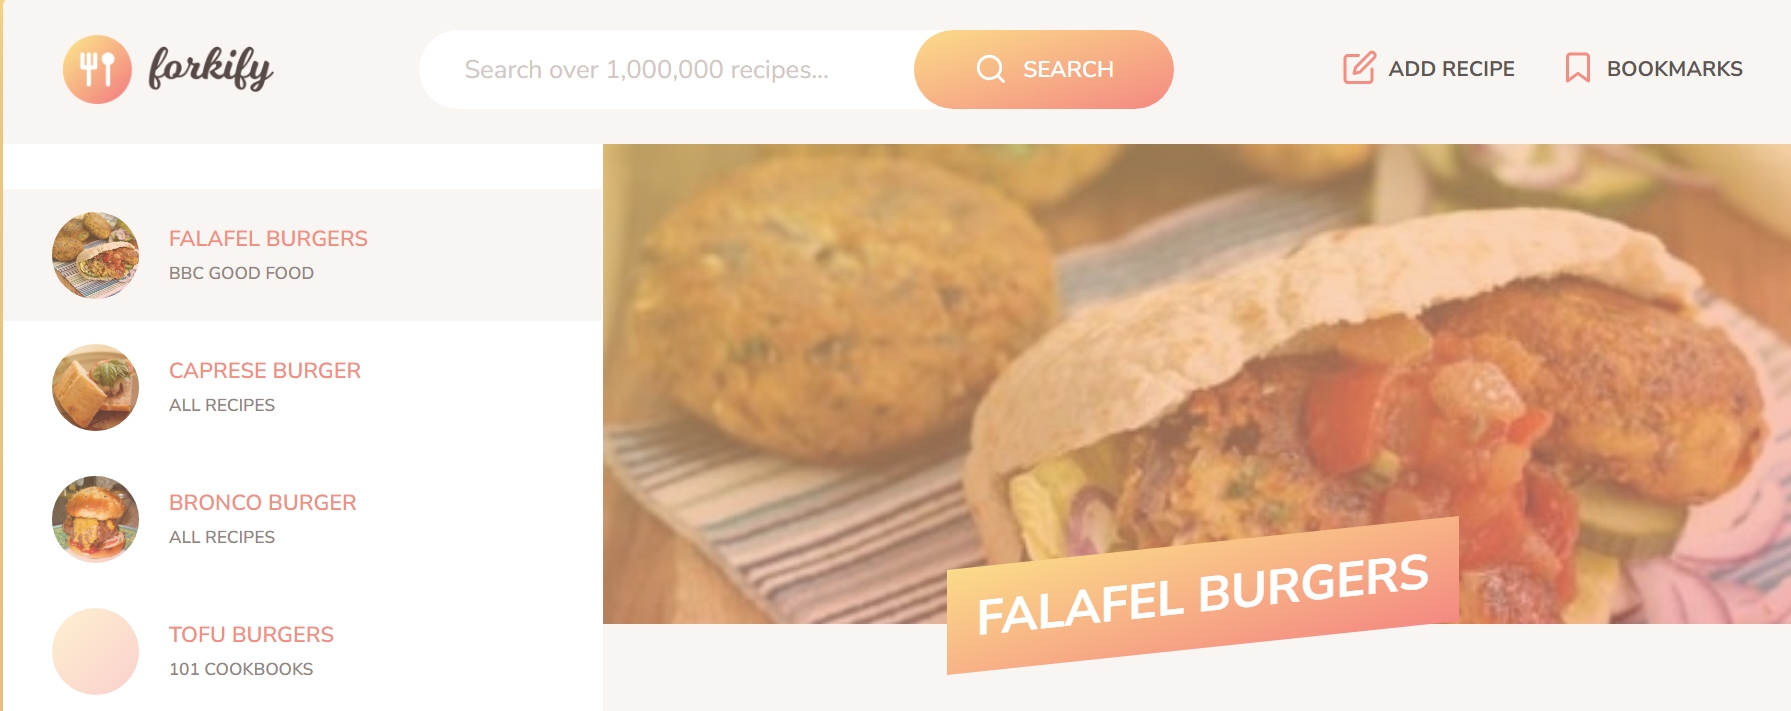 forkify
Search over 1,000,000 recipes...
SEARCH
ADD RECIPE
BOOKMARKS
FALAFEL BURGERS
BBC GOOD FOOD
CAPRESE BURGER
ALL RECIPES
BRONCO BURGER
ALL RECIPES
TOFU BURGERS
101 COOKBOOKS
FALAFEL BURGERS